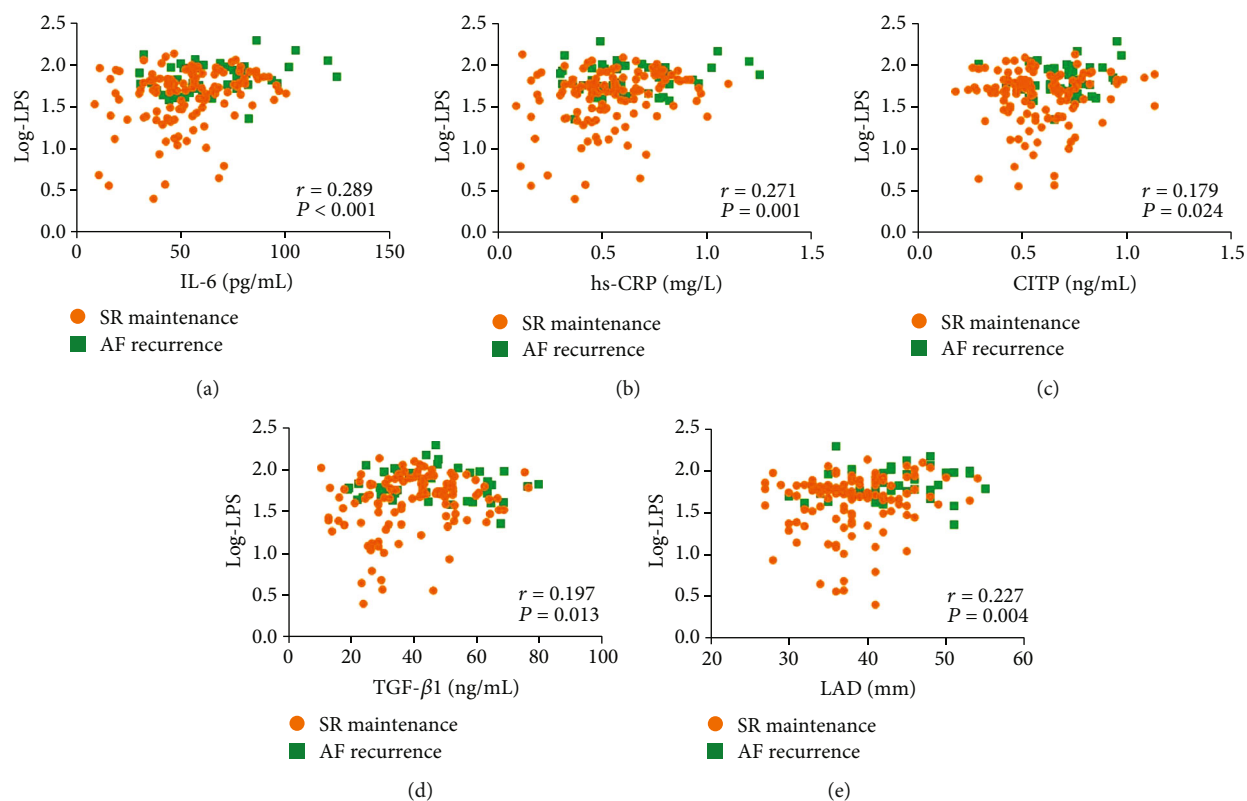 2.5
2.0
1.5
1.0
0.5
0.0
Log-LPS
0
50
100
150
IL-6 (pg/mL)
r = 0.289
P < 0.001
SR maintenance
AF recurrence
(a)
2.5
2.0
1.5
1.0
0.5
0.0
Log-LPS
0.0
0.5
1.0
1.5
hs-CRP (mg/L)
r = 0.271
P = 0.001
SR maintenance
AF recurrence
(b)
2.5
2.0
1.5
1.0
0.5
0.0
Log-LPS
0.0
0.5
1.0
1.5
CITP (ng/mL)
r = 0.179
P = 0.024
SR maintenance
AF recurrence
(c)
2.5
2.0
1.5
1.0
0.5
0.0
Log-LPS
0
20
40
60
80
100
TGF-β1 (ng/mL)
r = 0.197
P = 0.013
SR maintenance
AF recurrence
(d)
2.5
2.0
1.5
1.0
0.5
0.0
Log-LPS
20
30
40
50
60
LAD (mm)
r = 0.227
P = 0.004
SR maintenance
AF recurrence
(e)